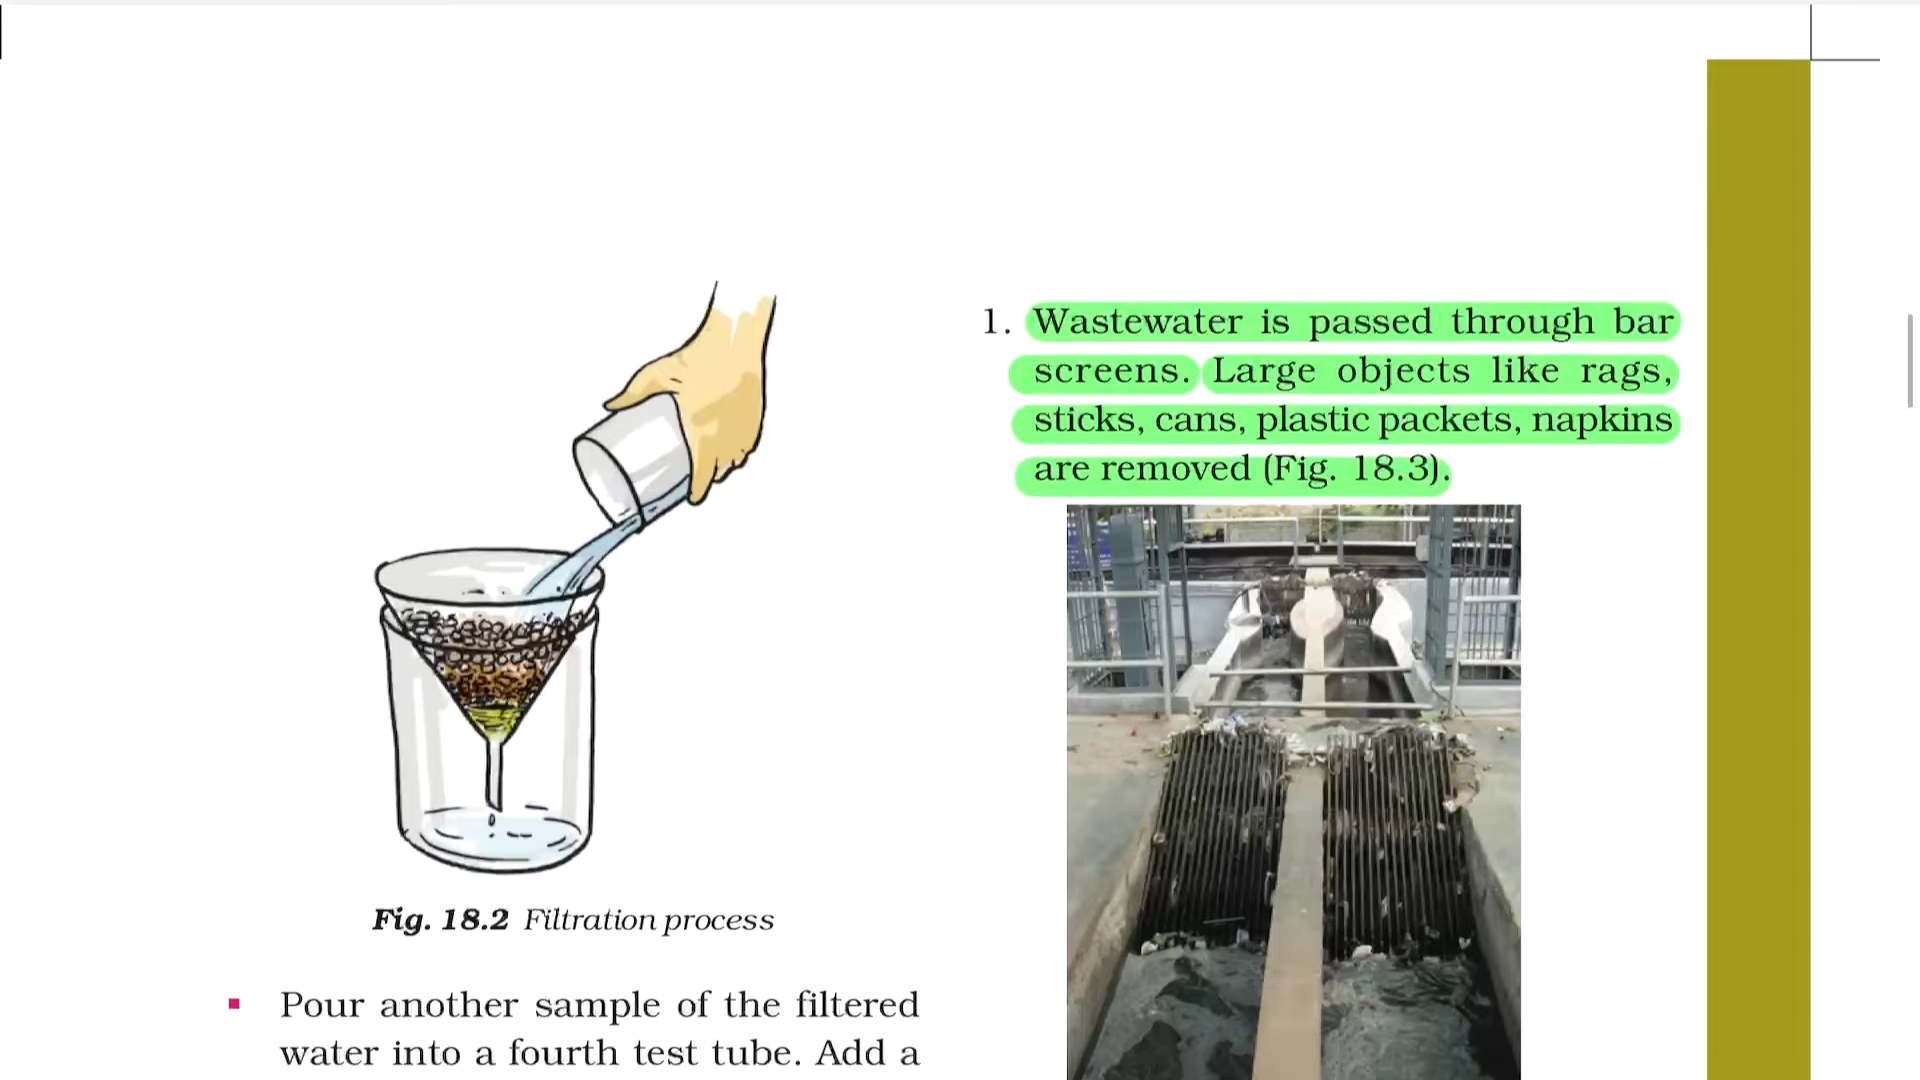 Fig. 18.2 Filtration process
▪ Pour another sample of the filtered
water into a fourth test tube. Add a
1. Wastewater is passed through bar
screens. Large objects like rags,
sticks, cans, plastic packets, napkins
are removed (Fig. 18.3).